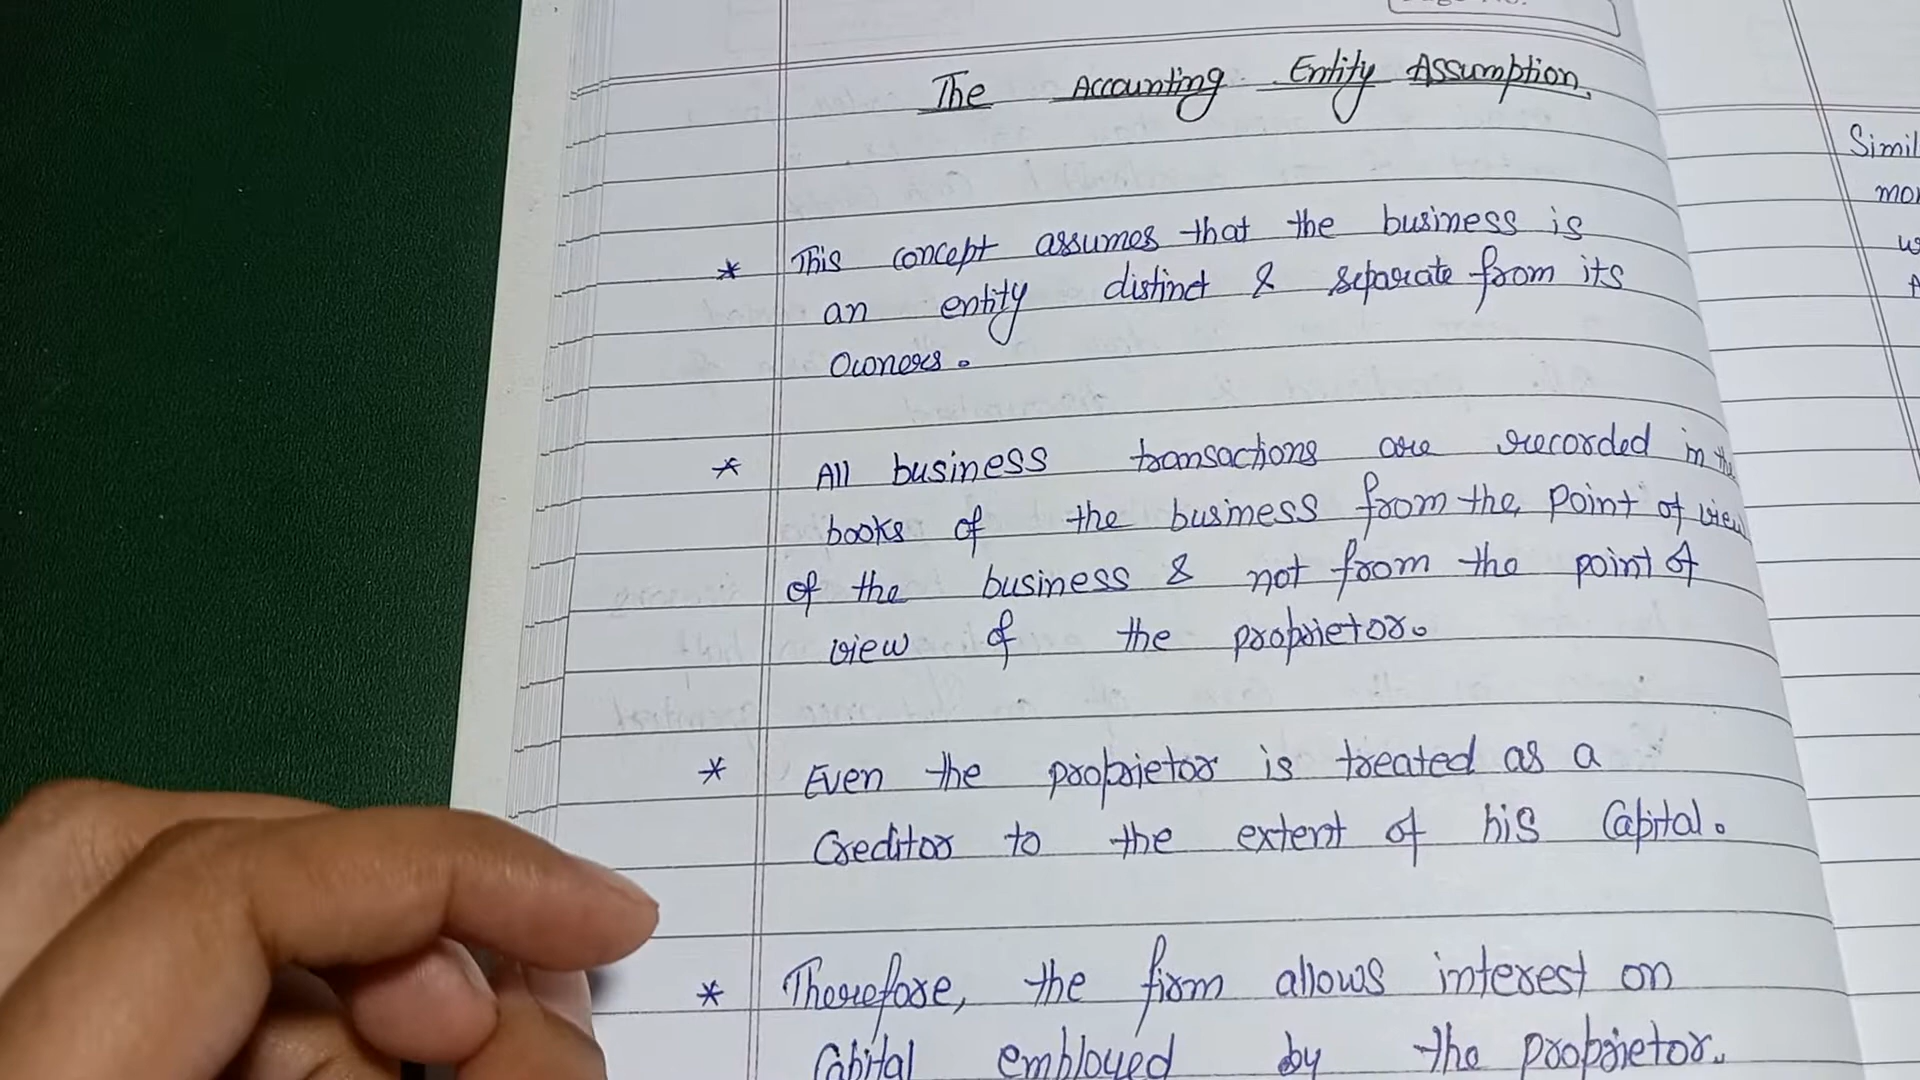 The Accounting Entity Assumption.
* This concept assumes that the business is
an entity distinct & separate from its
Owners.
* All business transactions are recorded in the
books of the business from the point of view
of the business & not from the point of
view of the proprietor.
* Even the proprietor is treated as a
Creditor to the extent of his Capital.
* Therefore, the firm allows interest on
Capital employed by the proprietor.